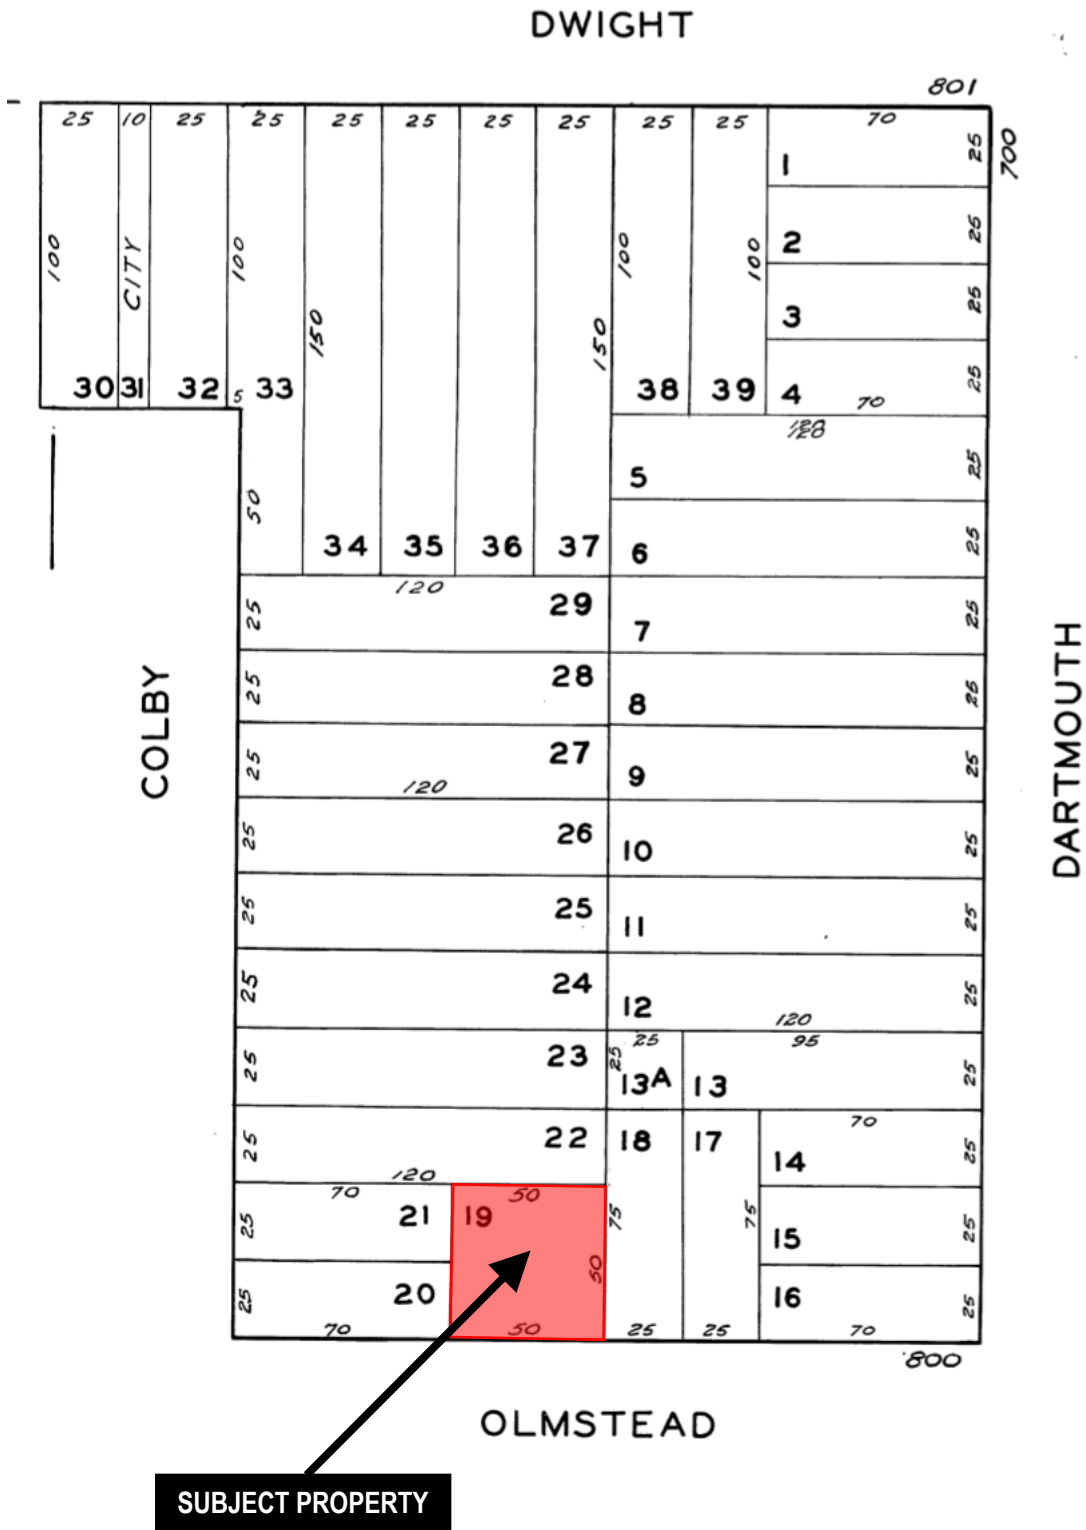 DWIGHT
801
25 10 25 25 25 25 25 25 25 25 70
25
700
1
25
2
100 CITY 100 100 100
25
3
150 150
25
30 31 32 5 33 38 39 4 70
120
120
5 25
50
34 35 36 37 6 25
120
25 29 7 25
COLBY
25 28 8 25
DARTMOUTH
25 27 9 25
120
25 26 10 25
25 25 11 25
25 24 12 25
120
25 95
25 23 25 13A 13 25
25 22 18 17 70
14 25
120
70 50
25 21 19 75 75 15 25
50
25 20 16 25
70 50 25 25 70
800
OLMSTEAD
SUBJECT PROPERTY